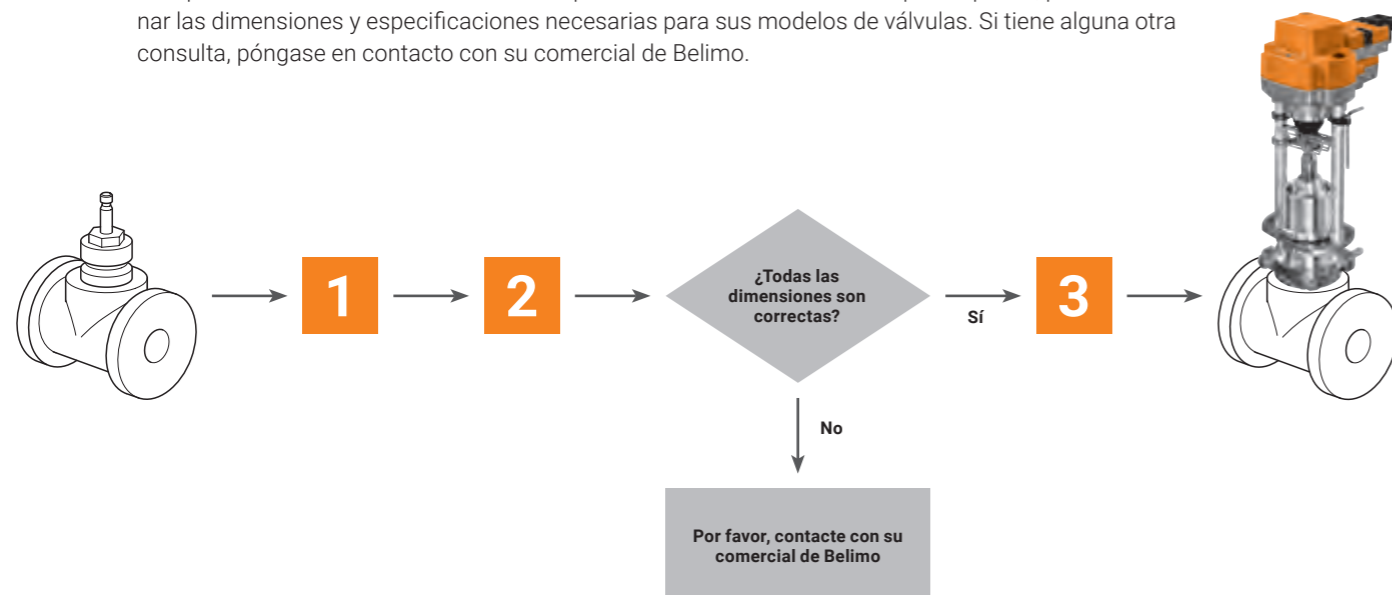 nar las dimensiones y especificaciones necesarias para sus modelos de válvulas. Si tiene alguna otra
consulta, póngase en contacto con su comercial de Belimo.
1
2
¿Todas las
dimensiones son
correctas?
Sí
3
No
Por favor, contacte con su
comercial de Belimo